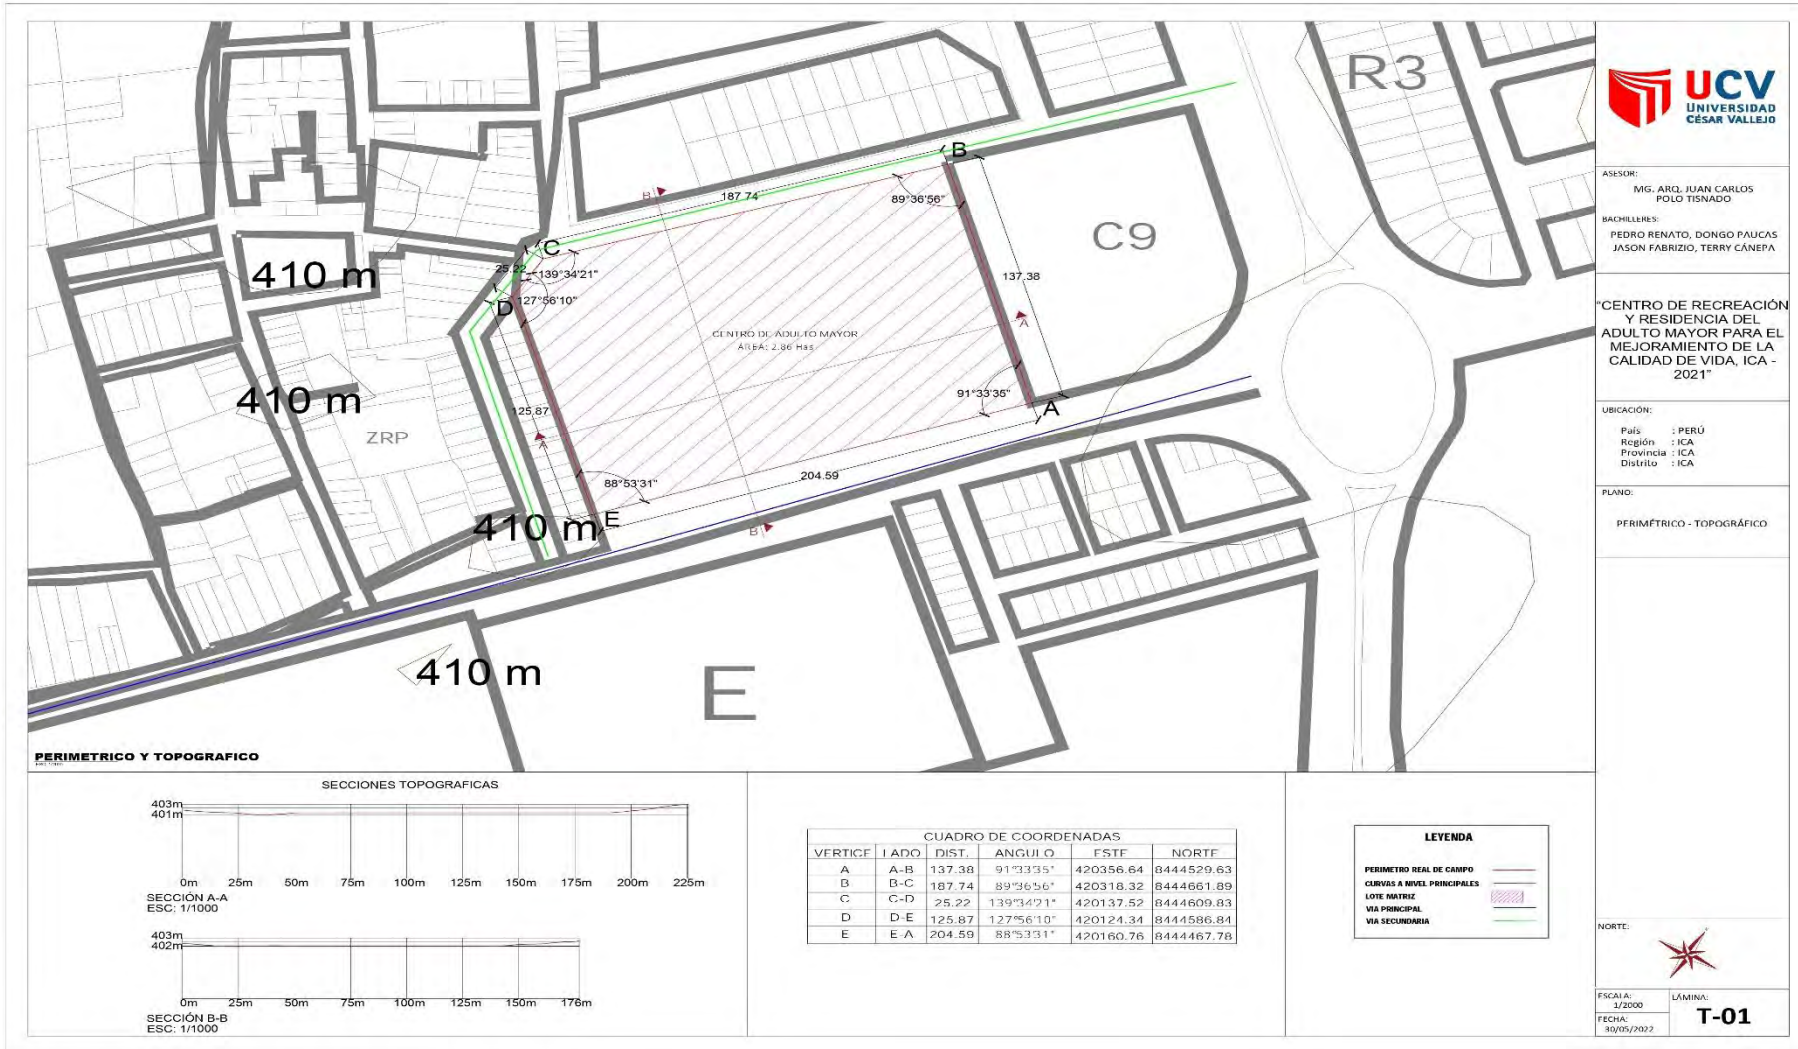 R3
B
187.74
B
89°36'56"
C9
C
410 m
25.22
139°34'21"
137.38
127°56'10"
D
CENTRO DE ADULTO MAYOR
AREA: 2.86 Has
A
410 m
91°33'35"
A
125.87
ZRP
A
204.59
88°53'31"
E
410 m
B
410 m
E
PERIMETRICO Y TOPOGRAFICO
SECCIONES TOPOGRAFICAS
403m
401m
0m 25m 50m 75m 100m 125m 150m 175m 200m 225m
SECCIÓN A-A
ESC: 1/1000
403m
402m
0m 25m 50m 75m 100m 125m 150m 176m
SECCIÓN B-B
ESC: 1/1000
CUADRO DE COORDENADAS
VERTICE LADO DIST. ANGULO ESTE NORTE
A A-B 137.38 91°33'35" 420356.64 8444529.63
B B-C 187.74 89°36'56" 420318.32 8444661.89
C C-D 25.22 139°34'21" 420137.52 8444609.83
D D-E 125.87 127°56'10" 420124.34 8444586.84
E E-A 204.59 88°53'31" 420160.76 8444467.78
LEYENDA
PERIMETRO REAL DE CAMPO
CURVAS A NIVEL PRINCIPALES
LOTE MATRIZ
VIA PRINCIPAL
VIA SECUNDARIA
UCV
UNIVERSIDAD
CÉSAR VALLEJO
ASESOR:
MG. ARQ. JUAN CARLOS
POLO TISNADO
BACHILLERES:
PEDRO RENATO, DONGO PAUCAS
JASON FABRIZIO, TERRY CÁNEPA
"CENTRO DE RECREACIÓN
Y RESIDENCIA DEL
ADULTO MAYOR PARA EL
MEJORAMIENTO DE LA
CALIDAD DE VIDA, ICA -
2021"
UBICACIÓN:
País : PERÚ
Región : ICA
Provincia : ICA
Distrito : ICA
PLANO:
PERIMÉTRICO - TOPOGRÁFICO
NORTE:
ESCALA:
1/2000
LÁMINA:
T-01
FECHA:
30/05/2022